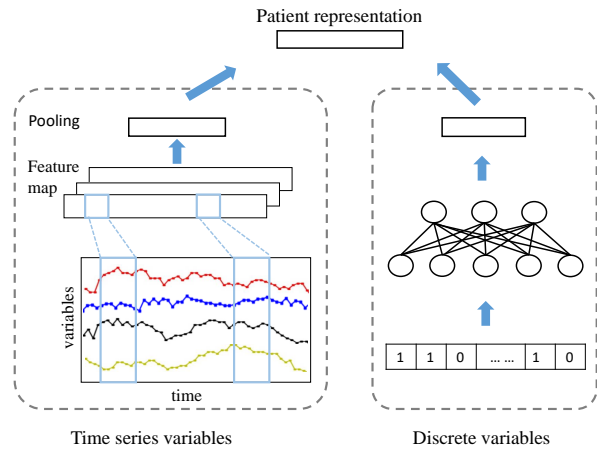 Patient representation
Pooling
Feature
map
variables
time
1 1 0 ... ... 1 0
Time series variables
Discrete variables